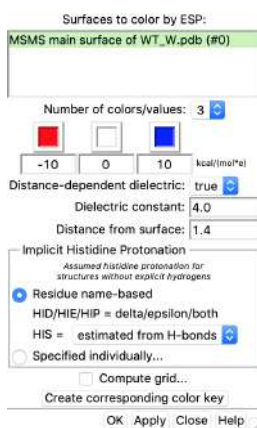 Surfaces to color by ESP:
MSMS main surface of WT_W.pdb (#0)
Number of colors/values: 3
-10 0 10 kcal/(mol*e)
Distance-dependent dielectric: true
Dielectric constant: 4.0
Distance from surface: 1.4
Implicit Histidine Protonation
Assumed histidine protonation for
structures without explicit hydrogens
Residue name-based
HID/HIE/HIP = delta/epsilon/both
HIS = estimated from H-bonds
Specified individually...
Compute grid...
Create corresponding color key
OK Apply Close Help